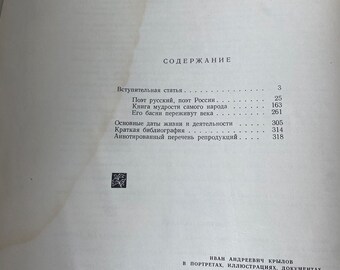 СОДЕРЖАНИЕ
Вступительная статья . . . . . . . . . 3
Поэт русский, поэт России . . . . . . . 25
Книга мудрости самого народа . . . . . 163
Его басни переживут века . . . . . . . 261
Основные даты жизни и деятельности . . . . 305
Краткая библиография . . . . . . . . . 314
Аннотированный перечень репродукций . . . . 318
ИВАН АНДРЕЕВИЧ КРЫЛОВ
В ПОРТРЕТАХ, ИЛЛЮСТРАЦИЯХ, ДОКУМЕНТАХ